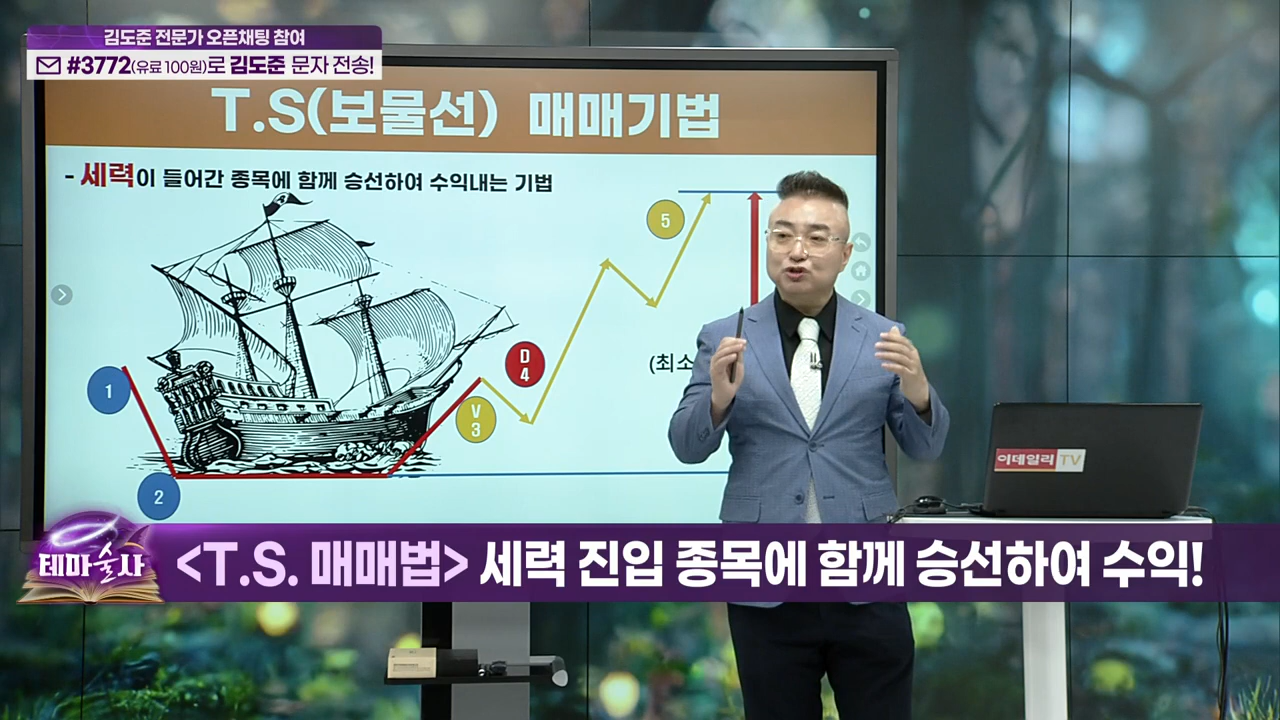 김도준 전문가 오픈채팅 참여
#3772(유료 100원)로 김도준 문자 전송!
T.S(보물선) 매매기법
- 세력이 들어간 종목에 함께 승선하여 수익내는 기법
5
D
4
1
V
3
(최소
2
이데일리TV
테마술사
<T.S. 매매법> 세력 진입 종목에 함께 승선하여 수익!